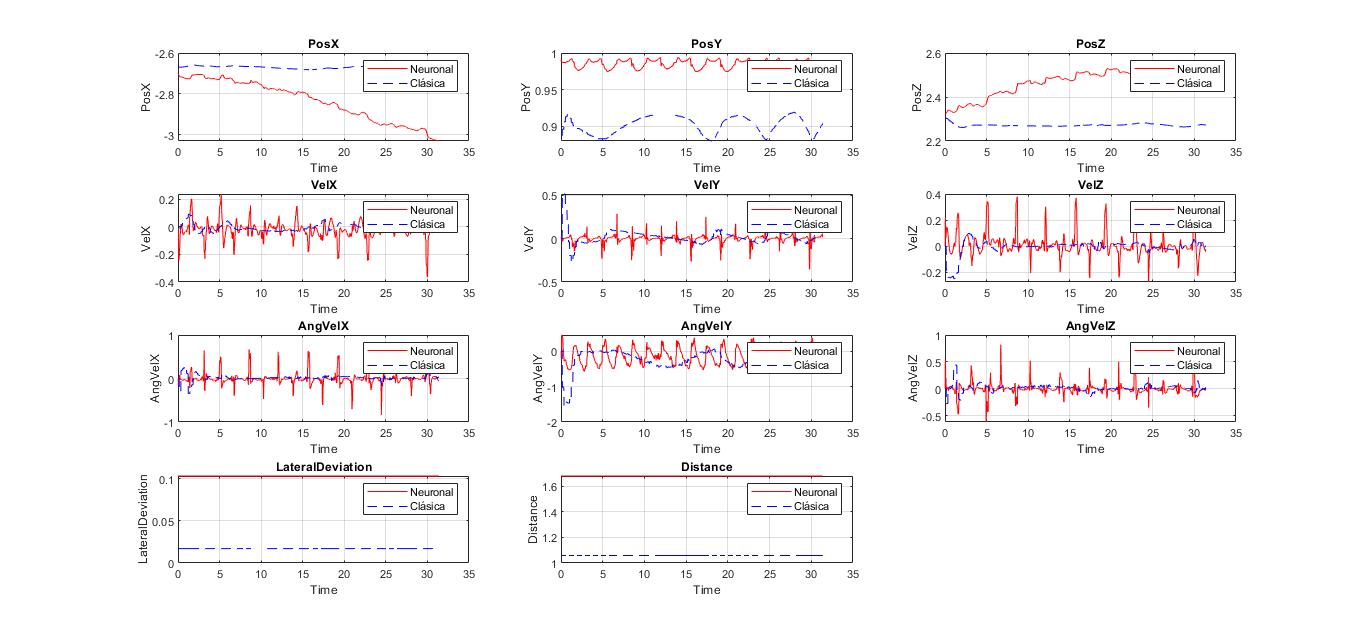 PosX
PosX
-2.6
-2.8
-3
Neuronal
Clásica
0 5 10 15 20 25 30 35
Time
PosY
PosY
1
0.95
0.9
Neuronal
Clásica
0 5 10 15 20 25 30 35
Time
PosZ
PosZ
2.6
2.4
2.2
Neuronal
Clásica
0 5 10 15 20 25 30 35
Time
VelX
VelX
0.2
0
-0.2
-0.4
Neuronal
Clásica
0 5 10 15 20 25 30 35
Time
VelY
VelY
0.5
0
-0.5
Neuronal
Clásica
0 5 10 15 20 25 30 35
Time
VelZ
VelZ
0.4
0.2
0
-0.2
Neuronal
Clásica
0 5 10 15 20 25 30 35
Time
AngVelX
AngVelX
1
0
-1
Neuronal
Clásica
0 5 10 15 20 25 30 35
Time
AngVelY
AngVelY
0
-1
-2
Neuronal
Clásica
0 5 10 15 20 25 30 35
Time
AngVelZ
AngVelZ
1
0.5
0
-0.5
Neuronal
Clásica
0 5 10 15 20 25 30 35
Time
LateralDeviation
LateralDeviation
0.1
0.05
0
Neuronal
Clásica
0 5 10 15 20 25 30 35
Time
Distance
Distance
1.6
1.4
1.2
1
Neuronal
Clásica
0 5 10 15 20 25 30 35
Time